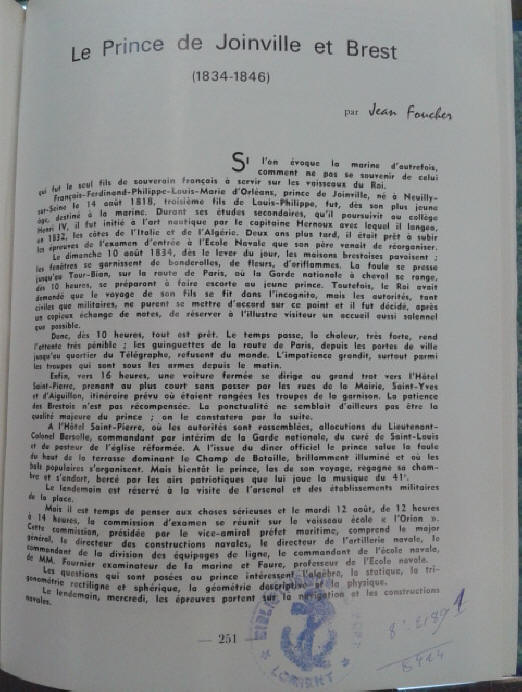 Le Prince de Joinville et Brest
(1834-1846)
par Jean Foucher
Si l'on évoque la marine d'autrefois,
comment ne pas se souvenir de celui
qui fut le seul fils de souverain français à servir sur les vaisseaux du Roi.
François-Ferdinand-Philippe-Louis-Marie d'Orléans, prince de Joinville, né à Neuilly-
sur-Seine le 14 août 1818, troisième fils de Louis-Philippe, fut, dès son plus jeune
âge, destiné à la marine. Durant ses études secondaires, qu'il poursuivit au collège
Henri IV, il fut initié à l'art nautique par le capitaine Hernoux avec lequel il longea,
en 1832, les côtes de l'Italie et de l'Algérie. Deux ans plus tard, il était prêt à subir
les épreuves de l'examen d'entrée à l'Ecole Navale que son père venait de réorganiser.
Le dimanche 10 août 1834, dès le lever du jour, les maisons brestoises pavoisent ;
les fenêtres se garnissent de banderolles, de fleurs, d'oriflammes. La foule se presse
jusqu'au Tour-Bian, sur la route de Paris, où la Garde nationale à cheval se range,
dès 10 heures, se préparant à faire escorte au jeune prince. Toutefois, le Roi avait
demandé que le voyage de son fils se fit dans l'incognito, mais les autorités, tant
civiles que militaires, ne purent se mettre d'accord sur ce point et il fut décidé, après
un copieux échange de notes, de réserver à l'illustre visiteur un accueil aussi solennel
que possible.
Donc, dès 10 heures, tout est prêt. Le temps passe, la chaleur, très forte, rend
l'attente très pénible ; les guinguettes de la route de Paris, depuis les portes de ville
jusqu'au quartier du Télégraphe, refusent du monde. L'impatience grandit, surtout parmi
les troupes qui sont sous les armes depuis le matin.
Enfin, vers 16 heures, une voiture fermée se dirige au grand trot vers l'Hôtel
Saint-Pierre, prenant au plus court sans passer par les rues de la Mairie, Saint-Yves
et d'Aiguillon, itinéraire prévu où étaient rangées les troupes de la garnison. La patience
des Brestois n'est pas récompensée. La ponctualité ne semblait d'ailleurs pas être la
qualité majeure du prince ; on le constatera par la suite.
A l'Hôtel Saint-Pierre, où les autorités sont rassemblées, allocutions du Lieutenant-
Colonel Bersolle, commandant par intérim de la Garde nationale, du curé de Saint-Louis
et du pasteur de l'église réformée. A l'issue du dîner officiel le prince salue la foule
du haut de la terrasse dominant le Champ de Bataille, brillamment illuminé et où les
bals populaires s'organisent. Mais bientôt le prince, las de son voyage, regagne sa cham-
bre et s'endort, bercé par les airs patriotiques que lui joue la musique du 41e.
Le lendemain est réservé à la visite de l'arsenal et des établissements militaires
de la place.
Mais il est temps de penser aux choses sérieuses et le mardi 12 août, de 12 heures
à 14 heures, la commission d'examen se réunit sur le vaisseau école « l'Orion ».
Cette commission, présidée par le vice-amiral préfet maritime, comprend le major
général, le directeur des constructions navales, le directeur de l'artillerie navale, le
commandant de la division des équipages de ligne, le commandant de l'école navale,
de MM. Fournier examinateur de la marine et Faure, professeur de l'Ecole navale.
Les questions qui sont posées au prince intéressent l'algèbre, la statique, la tri-
gonométrie rectiligne et sphérique, la géométrie descriptive et la physique.
Le lendemain, mercredi, les épreuves portent sur la navigation et les constructions
navales.
— 251 —
LORIENT